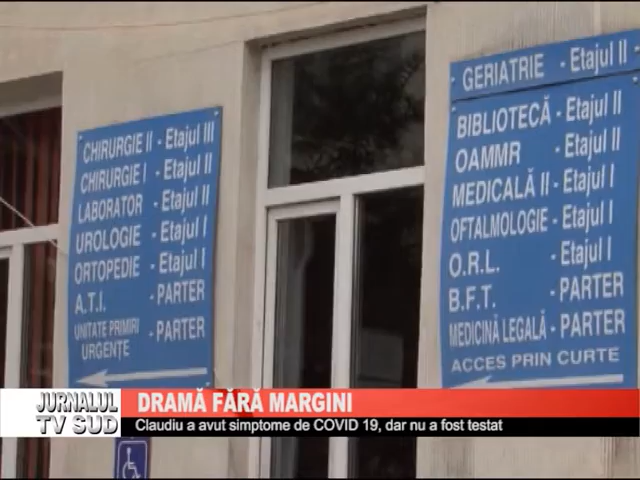 CHIRURGIE II - Etajul III
CHIRURGIE I - Etajul II
LABORATOR - Etajul II
UROLOGIE - Etajul I
ORTOPEDIE - Etajul I
A.T.I. - PARTER
UNITATE PRIMIRI
URGENȚE - PARTER
GERIATRIE - Etajul II
BIBLIOTECĂ - Etajul II
OAMMR - Etajul II
MEDICALĂ II - Etajul I
OFTALMOLOGIE - Etajul I
O.R.L. - Etajul I
B.F.T. - PARTER
MEDICINĂ LEGALĂ - PARTER
ACCES PRIN CURTE
JURNALUL
TV SUD
DRAMĂ FĂRĂ MARGINI
Claudiu a avut simptome de COVID 19, dar nu a fost testat